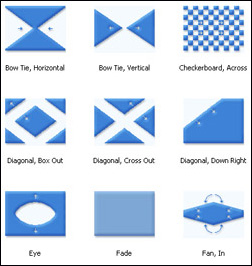 Bow Tie, Horizontal
Bow Tie, Vertical
Checkerboard, Across
Diagonal, Box Out
Diagonal, Cross Out
Diagonal, Down Right
Eye
Fade
Fan, In